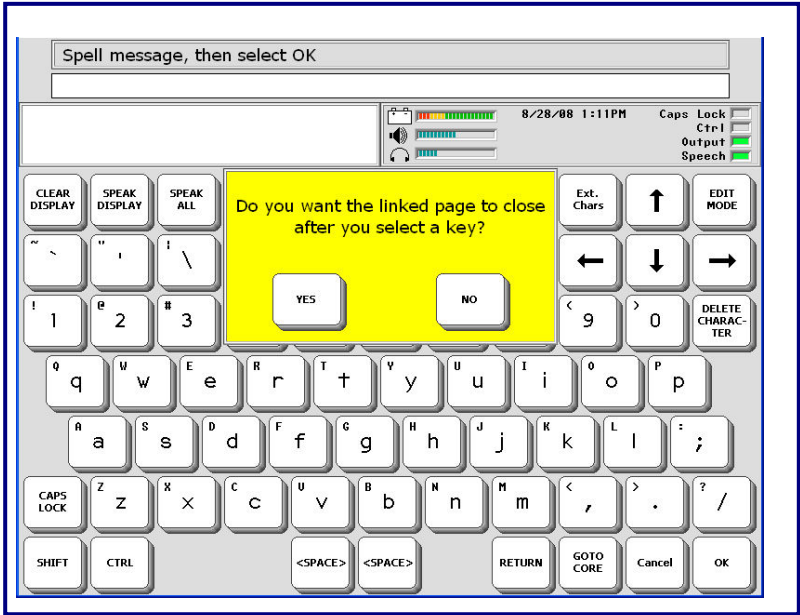 Spell message, then select OK
8/28/08 1:11PM
Caps Lock
Ctrl
Output
Speech
CLEAR DISPLAY
SPEAK DISPLAY
SPEAK ALL
Do you want the linked page to close
after you select a key?
Ext. Chars
↑
EDIT MODE
~ `
" '
¦ \
←
↓
→
YES
NO
! 1
@ 2
# 3
< 9
> 0
DELETE CHARAC-TER
Q q
W w
E e
R r
T t
Y y
U u
I i
O o
P p
A a
S s
D d
F f
G g
H h
J j
K k
L l
: ;
CAPS LOCK
Z z
X x
C c
V v
B b
N n
M m
< ,
> .
? /
SHIFT
CTRL
<SPACE>
<SPACE>
RETURN
GOTO CORE
Cancel
OK